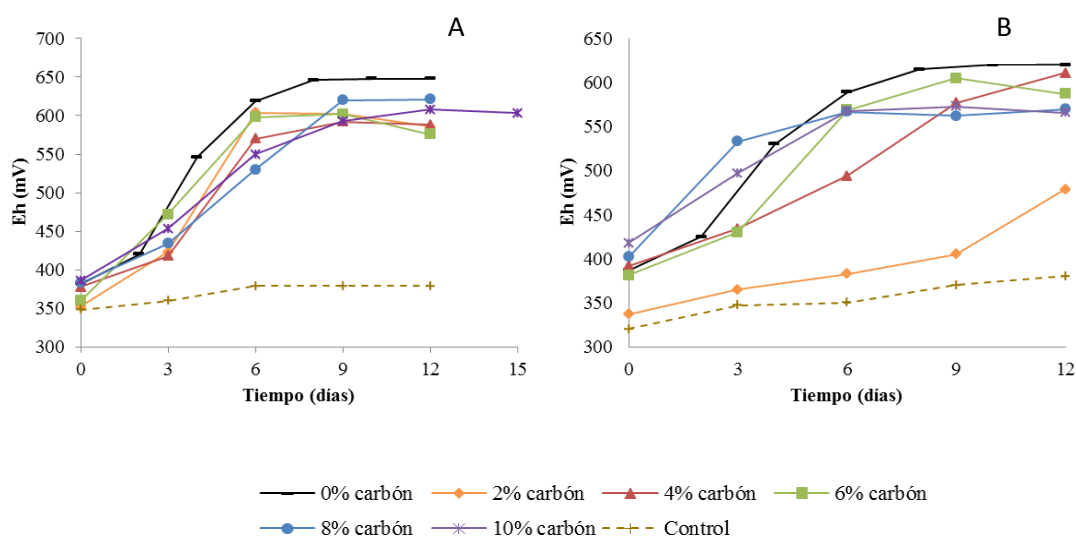 A
Eh (mV)
700
650
600
550
500
450
400
350
300
0 3 6 9 12 15
Tiempo (días)
B
Eh (mV)
650
600
550
500
450
400
350
300
0 3 6 9 12
Tiempo (días)
0% carbón 2% carbón 4% carbón 6% carbón
8% carbón 10% carbón Control